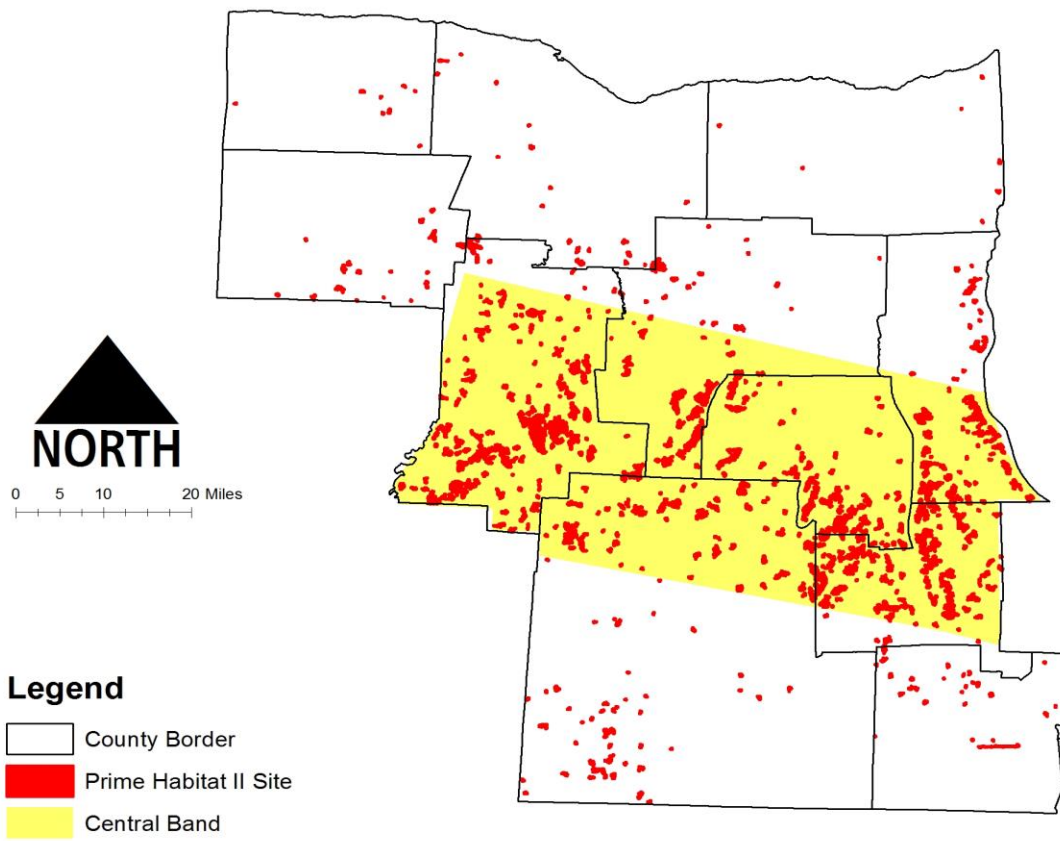 NORTH
0 5 10 20 Miles
Legend
County Border
Prime Habitat II Site
Central Band